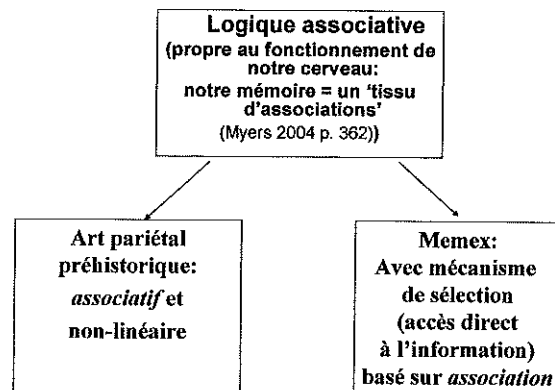 Logique associative
(propre au fonctionnement de
notre cerveau:
notre mémoire = un ‘tissu
d’associations’
(Myers 2004 p. 362))
Art pariétal
préhistorique:
associatif et
non-linéaire
Memex:
Avec mécanisme
de sélection
(accès direct
à l’information)
basé sur association